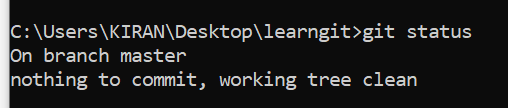 C:\Users\KIRAN\Desktop\learngit>git status
On branch master
nothing to commit, working tree clean